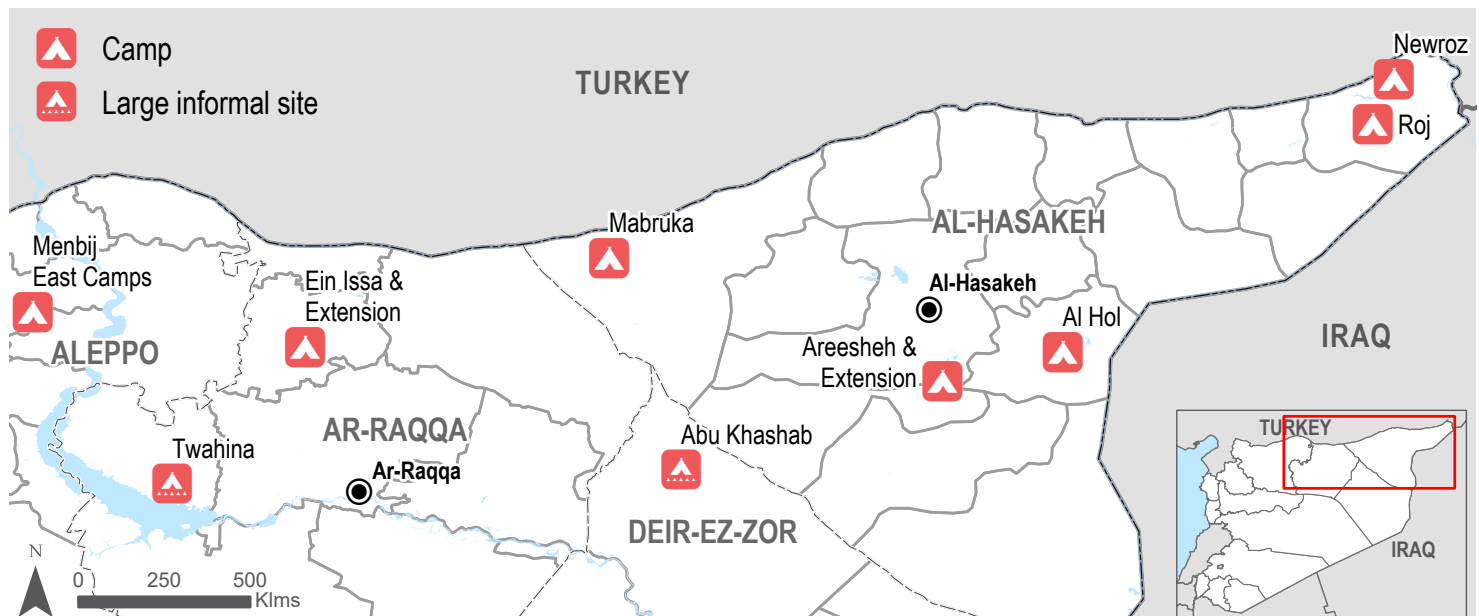 Camp
Large informal site
TURKEY
Newroz
Roj
Mabruka
AL-HASAKEH
Menbij
East Camps
Ein Issa &
Extension
Al-Hasakeh
Al Hol
IRAQ
ALEPPO
Areesheh &
Extension
AR-RAQQA
Twahina
Abu Khashab
Ar-Raqqa
DEIR-EZ-ZOR
TURKEY
IRAQ
N
0 250 500
Klms